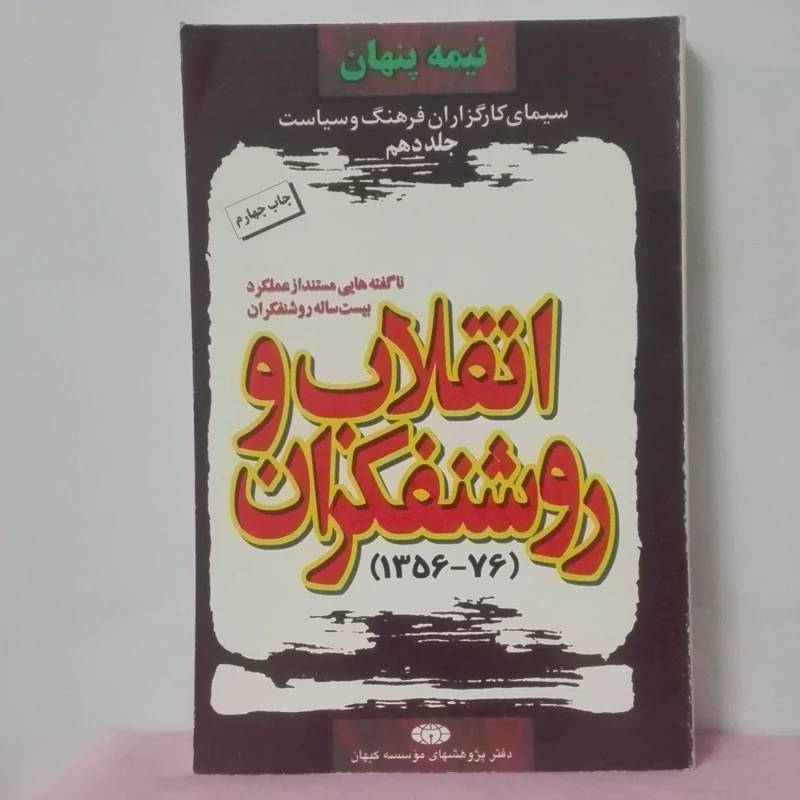 نیمه پنهان
سیمای کارگزاران فرهنگ و سیاست
جلد دهم
چاپ چهارم
ناگفته‌هایی مستند از عملکرد
بیست ساله روشنفکران
انقلاب و
روشنفکران
(۱۳۵۶-۷۶)
دفتر پژوهشهای مؤسسه کیهان